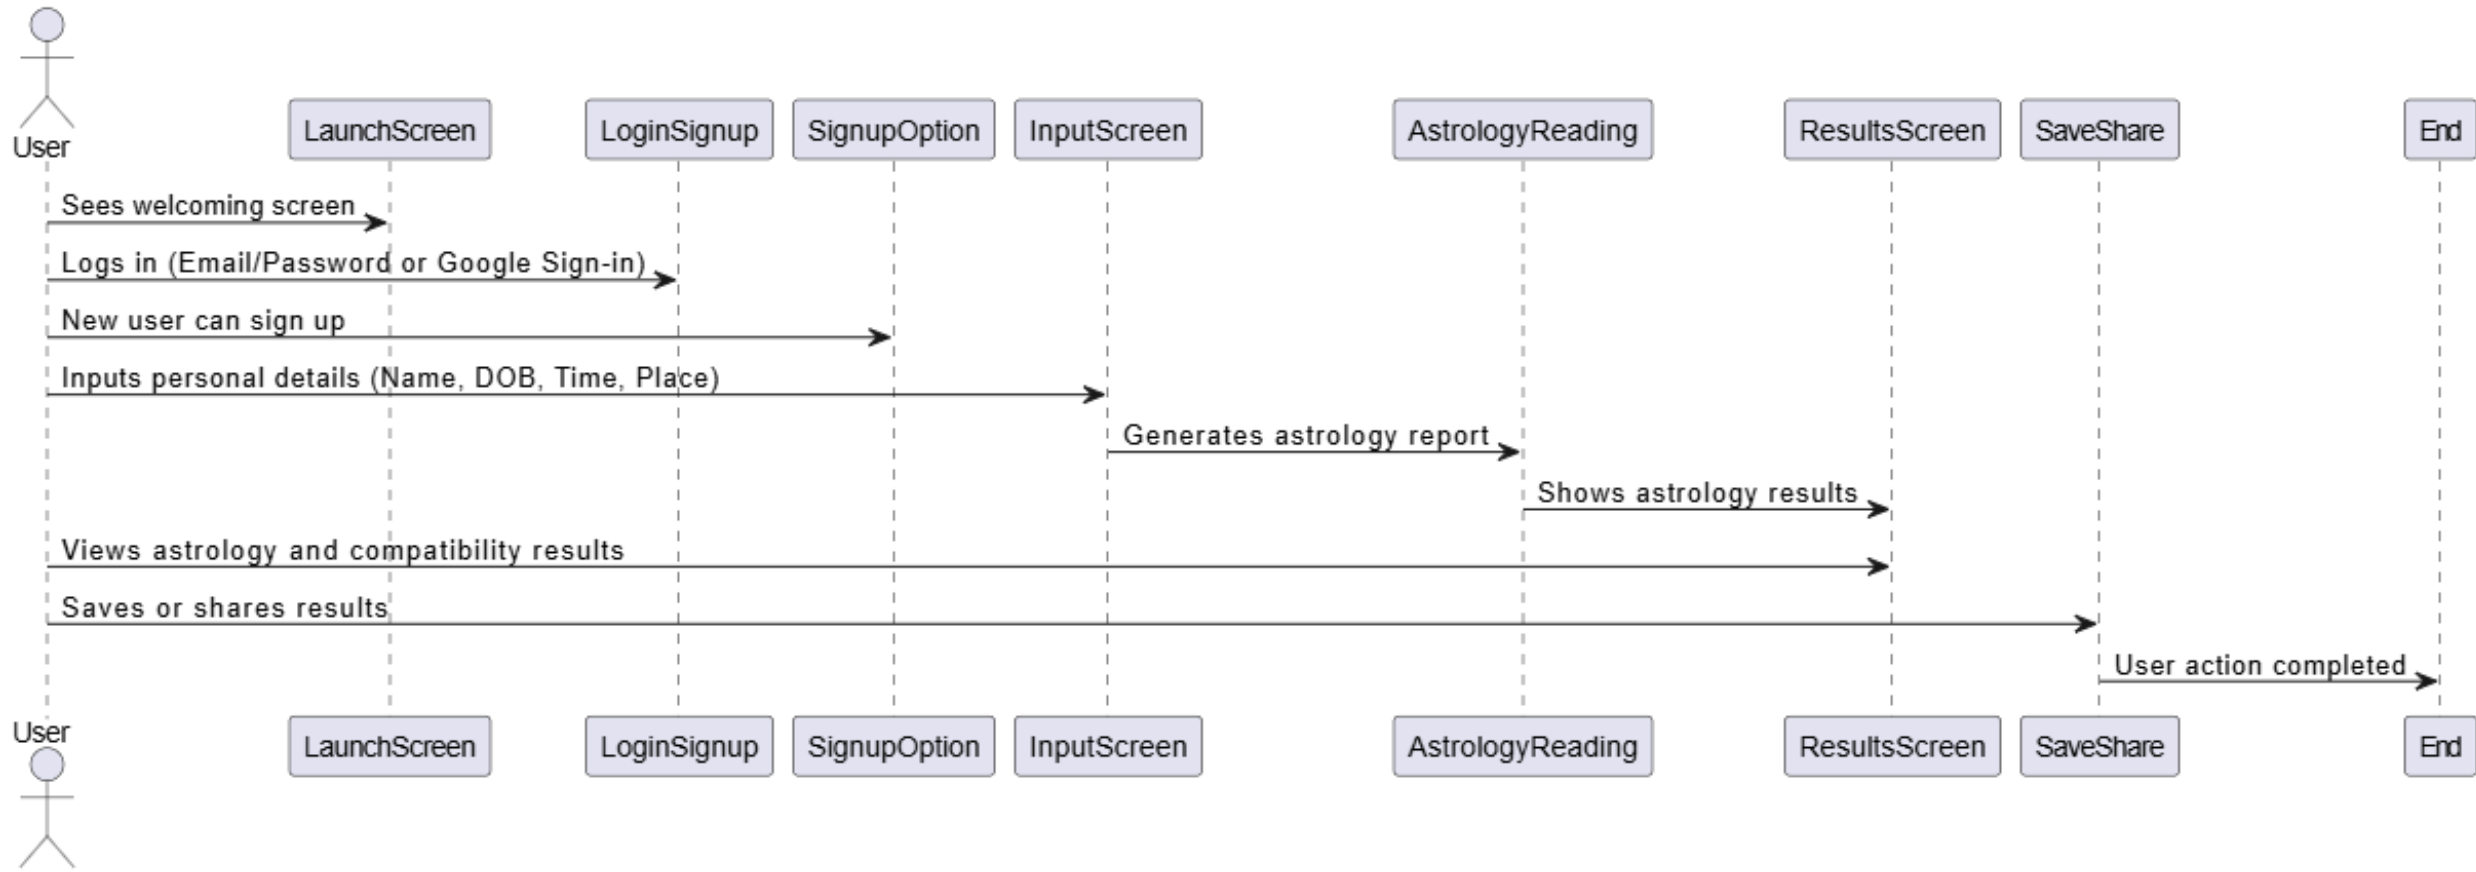 User
LaunchScreen
LoginSignup
SignupOption
InputScreen
AstrologyReading
ResultsScreen
SaveShare
End
Sees welcoming screen
Logs in (Email/Password or Google Sign-in)
New user can sign up
Inputs personal details (Name, DOB, Time, Place)
Generates astrology report
Shows astrology results
Views astrology and compatibility results
Saves or shares results
User action completed
User
LaunchScreen
LoginSignup
SignupOption
InputScreen
AstrologyReading
ResultsScreen
SaveShare
End